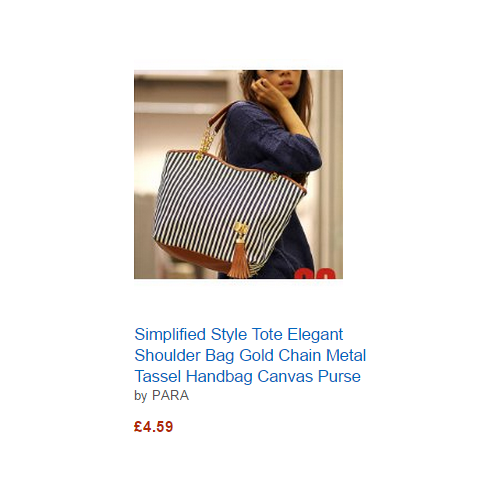 Simplified Style Tote Elegant
Shoulder Bag Gold Chain Metal
Tassel Handbag Canvas Purse
by PARA
£4.59